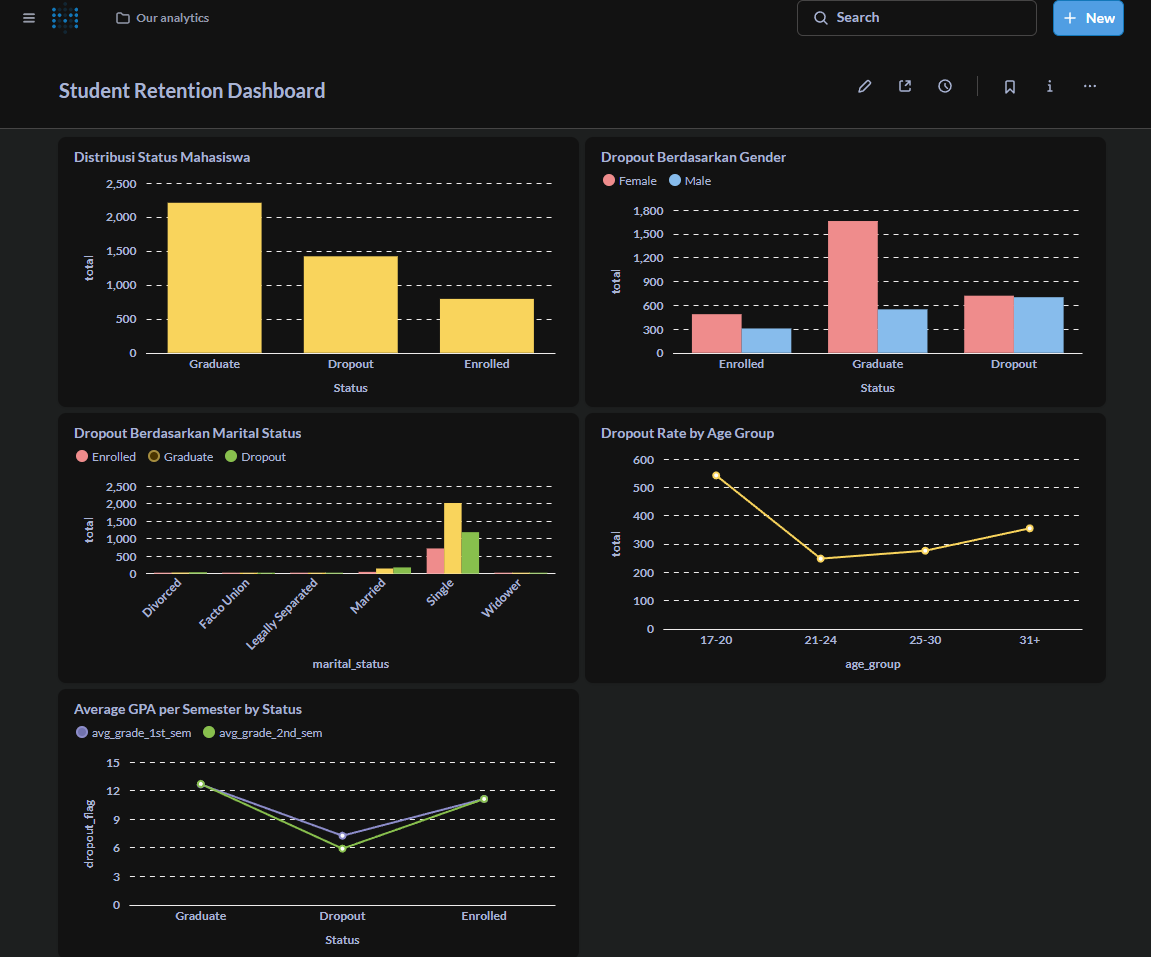 Our analytics
Search
New
Student Retention Dashboard
Distribusi Status Mahasiswa
2,500
2,000
1,500
1,000
500
0
total
Graduate Dropout Enrolled
Status
Dropout Berdasarkan Gender
Female Male
1,800
1,500
1,200
900
600
300
0
total
Enrolled Graduate Dropout
Status
Dropout Berdasarkan Marital Status
Enrolled Graduate Dropout
2,500
2,000
1,500
1,000
500
0
total
Divorced Facto Union Legally Separated Married Single Widower
marital_status
Dropout Rate by Age Group
600
500
400
300
200
100
0
total
17-20 21-24 25-30 31+
age_group
Average GPA per Semester by Status
avg_grade_1st_sem avg_grade_2nd_sem
15
12
9
6
3
0
dropout_flag
Graduate Dropout Enrolled
Status